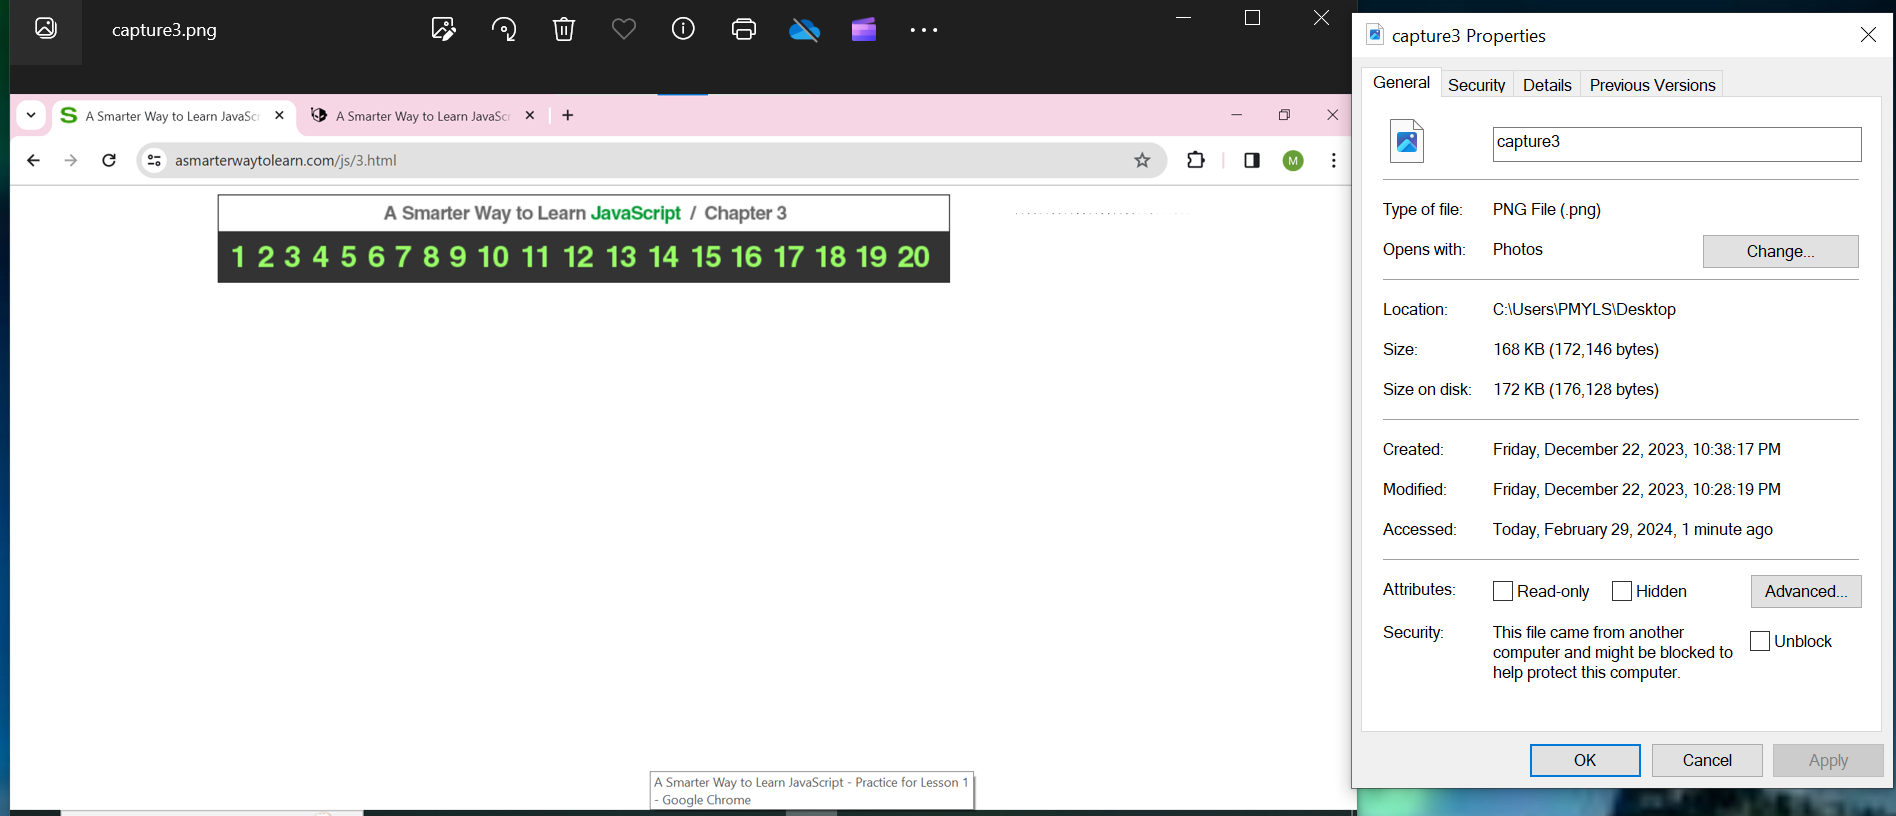 capture3.png
A Smarter Way to Learn JavaSc
A Smarter Way to Learn JavaScr
asmarterwaytolearn.com/js/3.html
M
A Smarter Way to Learn JavaScript / Chapter 3
1 2 3 4 5 6 7 8 9 10 11 12 13 14 15 16 17 18 19 20
A Smarter Way to Learn JavaScript - Practice for Lesson 1
- Google Chrome
capture3 Properties
General Security Details Previous Versions
capture3
Type of file: PNG File (.png)
Opens with: Photos Change...
Location: C:\Users\PMYLS\Desktop
Size: 168 KB (172,146 bytes)
Size on disk: 172 KB (176,128 bytes)
Created: Friday, December 22, 2023, 10:38:17 PM
Modified: Friday, December 22, 2023, 10:28:19 PM
Accessed: Today, February 29, 2024, 1 minute ago
Attributes: Read-only Hidden Advanced...
Security: This file came from another
computer and might be blocked to
help protect this computer.
Unblock
OK Cancel Apply